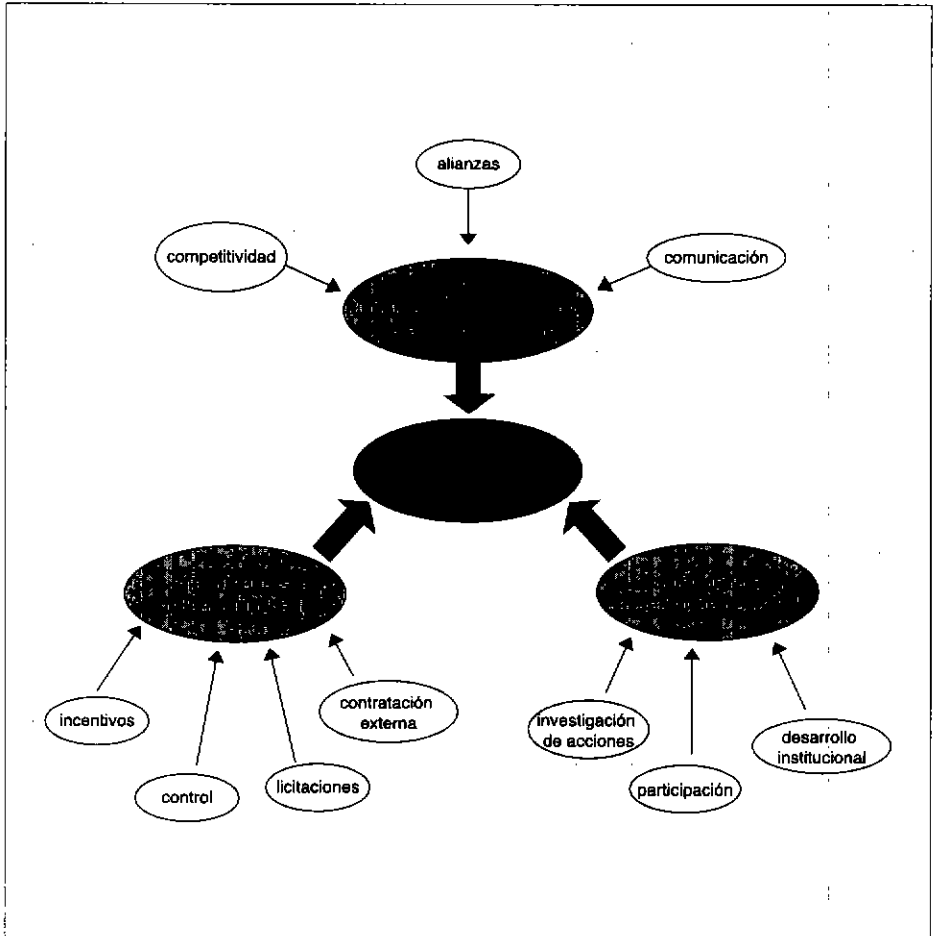 alianzas
competitividad
comunicación
incentivos
control
licitaciones
contratación
externa
investigación
de acciones
participación
desarrollo
institucional